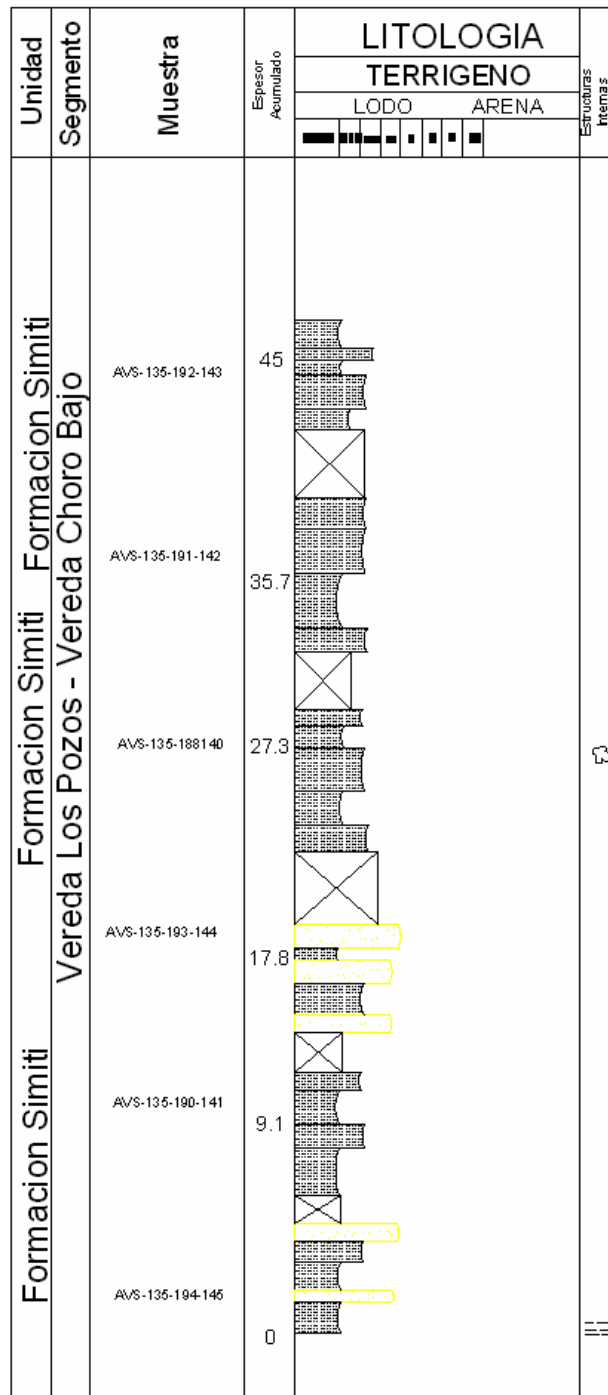 Unidad
Segmento
Muestra
Espesor
Acumulado
LITOLOGIA
TERRIGENO
LODO ARENA
Estructuras
Internas
Formacion Simiti
Formacion Simiti
Formacion Simiti
Vereda Los Pozos - Vereda Choro Bajo
AVS-135-192-143
AVS-135-191-142
AVS-135-188140
AVS-135-193-144
AVS-135-190-141
AVS-135-194-145
45
35.7
27.3
17.8
9.1
0